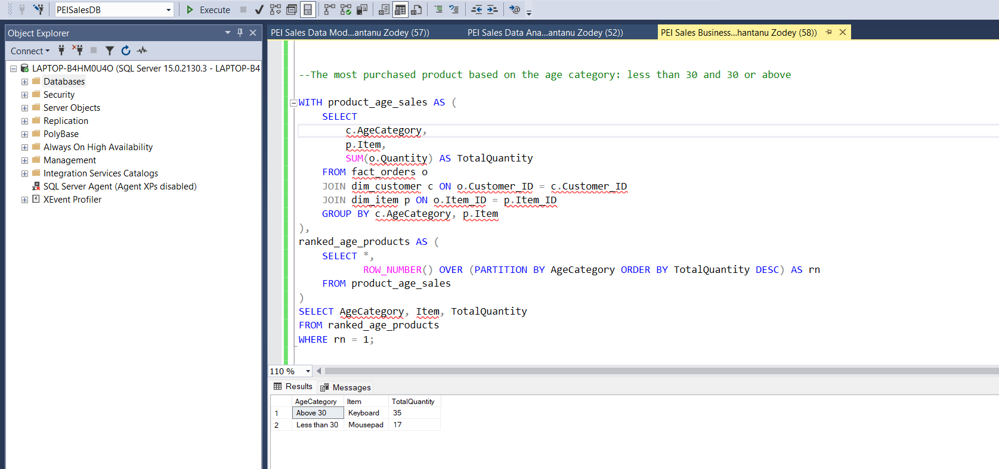 PEISalesDB
Execute
Object Explorer
Connect
LAPTOP-B4HM0U4O (SQL Server 15.0.2130.3 - LAPTOP-B4
Databases
Security
Server Objects
Replication
PolyBase
Always On High Availability
Management
Integration Services Catalogs
SQL Server Agent (Agent XPs disabled)
XEvent Profiler
PEI Sales Data Mod...antanu Zodey (57))
PEI Sales Data Ana...antanu Zodey (52))
PEI Sales Business...hantanu Zodey (58))
--The most purchased product based on the age category: less than 30 and 30 or above
WITH product_age_sales AS (
SELECT
c.AgeCategory,
p.Item,
SUM(o.Quantity) AS TotalQuantity
FROM fact_orders o
JOIN dim_customer c ON o.Customer_ID = c.Customer_ID
JOIN dim_item p ON o.Item_ID = p.Item_ID
GROUP BY c.AgeCategory, p.Item
),
ranked_age_products AS (
SELECT *,
ROW_NUMBER() OVER (PARTITION BY AgeCategory ORDER BY TotalQuantity DESC) AS rn
FROM product_age_sales
)
SELECT AgeCategory, Item, TotalQuantity
FROM ranked_age_products
WHERE rn = 1;
110 %
Results Messages
AgeCategory Item TotalQuantity
1 Above 30 Keyboard 35
2 Less than 30 Mousepad 17